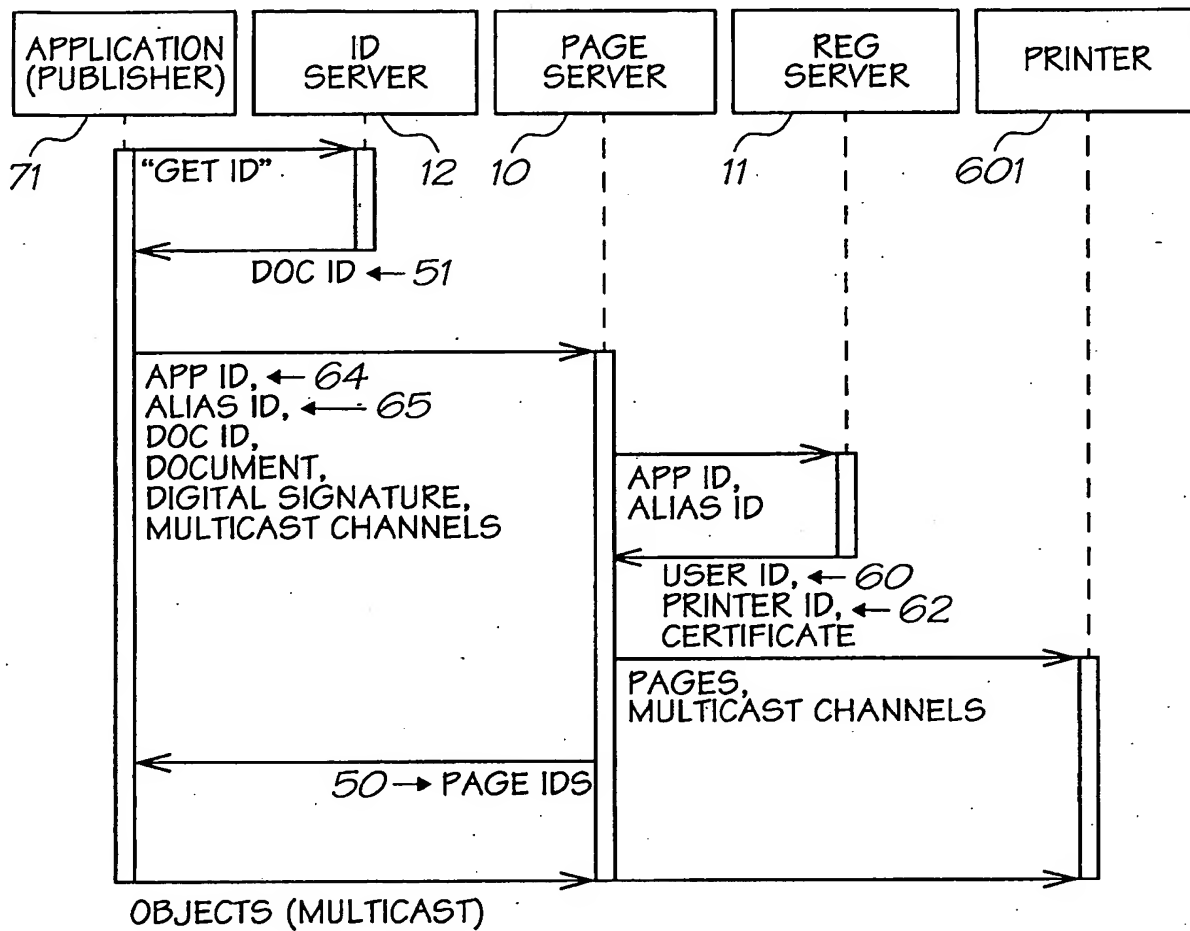 APPLICATION
(PUBLISHER)
ID
SERVER
PAGE
SERVER
REG
SERVER
PRINTER
71
12
10
11
601
“GET ID”
DOC ID ← 51
APP ID, ← 64
ALIAS ID, ← 65
DOC ID,
DOCUMENT,
DIGITAL SIGNATURE,
MULTICAST CHANNELS
APP ID,
ALIAS ID
USER ID, ← 60
PRINTER ID, ← 62
CERTIFICATE
PAGES,
MULTICAST CHANNELS
50 → PAGE IDS
OBJECTS (MULTICAST)